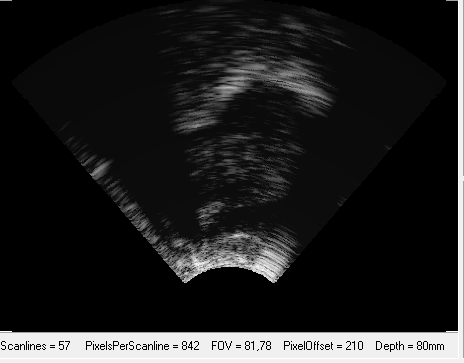 Scanlines = 57 PixelsPerScanline = 842 FOV = 81,78 PixelOffset = 210 Depth = 80mm